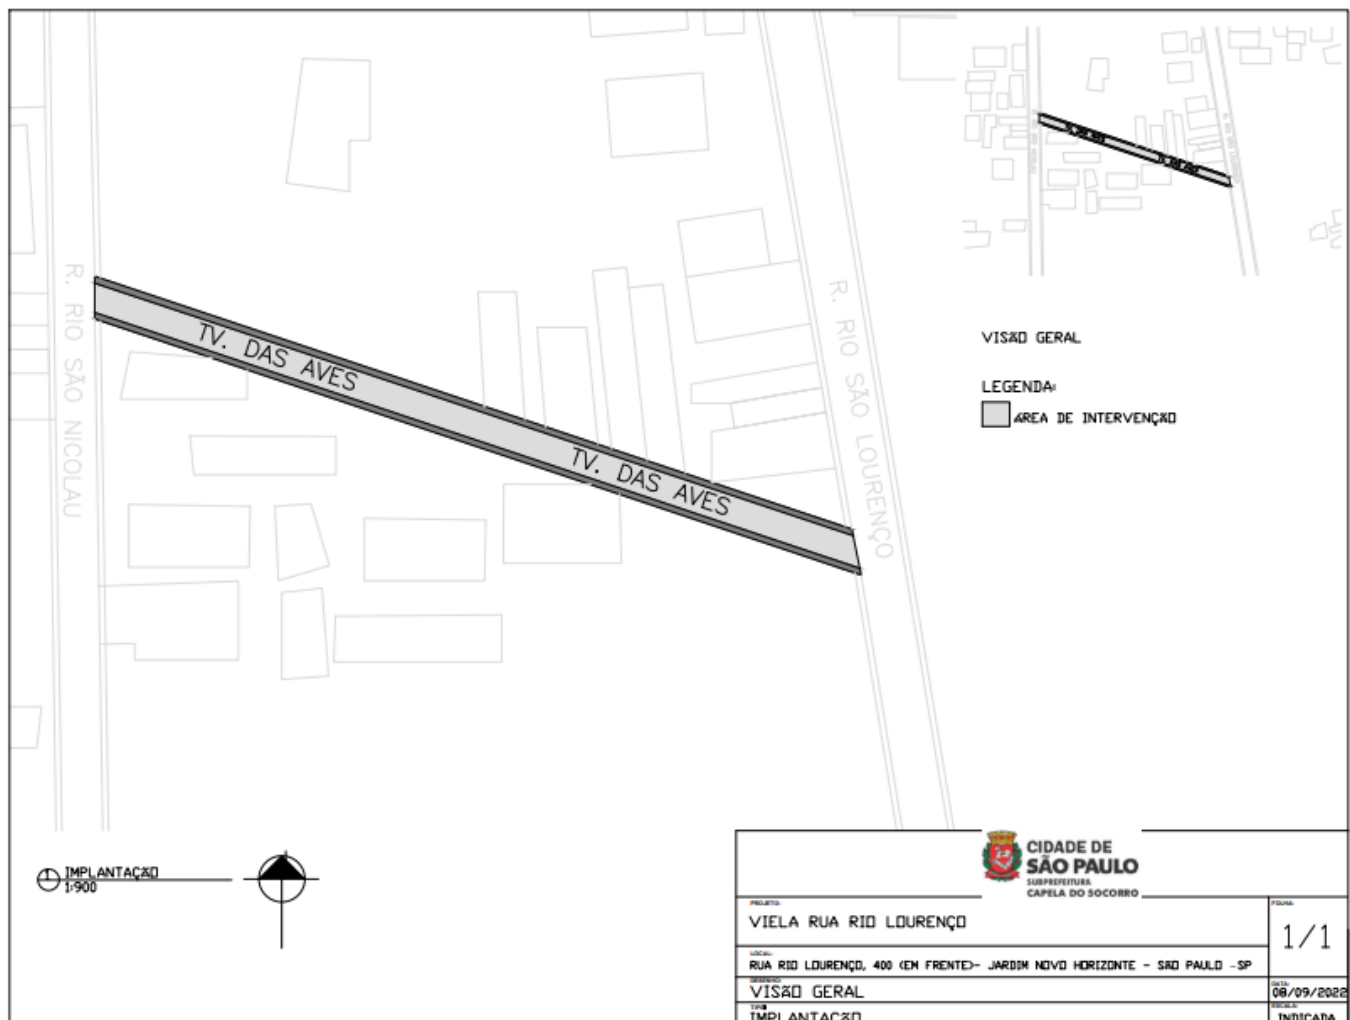 R. RIO SÃO NICOLAU
TV. DAS AVES
TV. DAS AVES
R. RIO SÃO LOURENÇO
VISÃO GERAL
LEGENDA:
ÁREA DE INTERVENÇÃO
1 IMPLANTAÇÃO
1:900
CIDADE DE
SÃO PAULO
SUBPREFEITURA
CAPELA DO SOCORRO
PROJETO:
VIELA RUA RIO LOURENÇO
FOLHA:
1/1
LOCAL:
RUA RIO LOURENÇO, 400 (EM FRENTE)- JARDIM NOVO HORIZONTE - SÃO PAULO -SP
DESENHO:
VISÃO GERAL
DATA:
08/09/2022
IMPLANTAÇÃO
ESCALA:
INDICADA